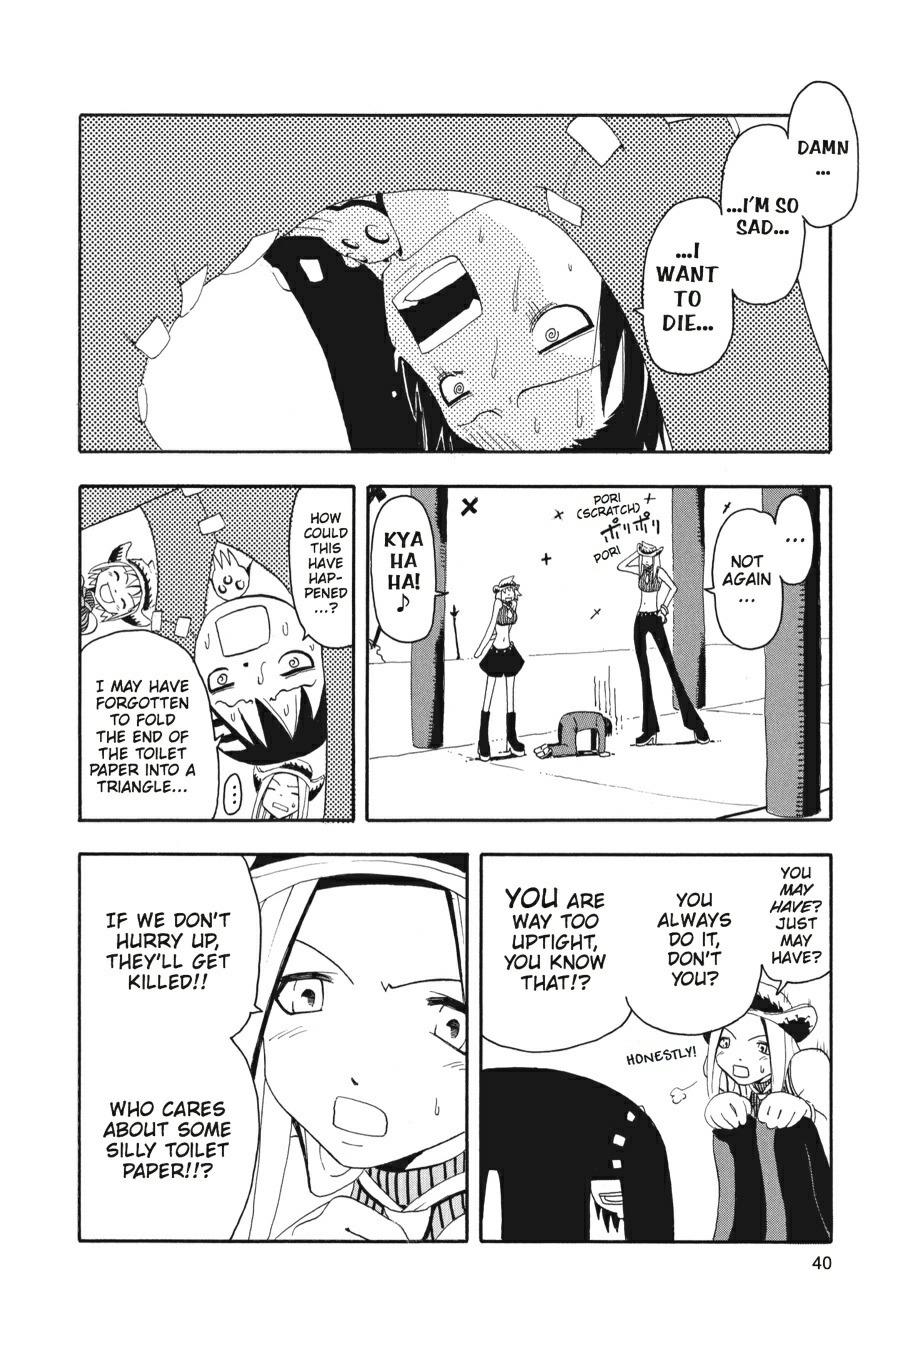 DAMN
...
...I'M SO
SAD...
...I
WANT
TO
DIE...
...
NOT
AGAIN
...
PORI
(SCRATCH)
ポリポリ
PORI
KYA
HA
HA!
♪
HOW
COULD
THIS
HAVE
HAP-
PENED
...?
I MAY HAVE
FORGOTTEN
TO FOLD
THE END OF
THE TOILET
PAPER INTO A
TRIANGLE...
...
YOU
MAY
HAVE?
JUST
MAY
HAVE?
YOU
ALWAYS
DO IT,
DON'T
YOU?
YOU ARE
WAY TOO
UPTIGHT,
YOU KNOW
THAT!?
HONESTLY!
IF WE DON'T
HURRY UP,
THEY'LL GET
KILLED!!
WHO CARES
ABOUT SOME
SILLY TOILET
PAPER!!?
40